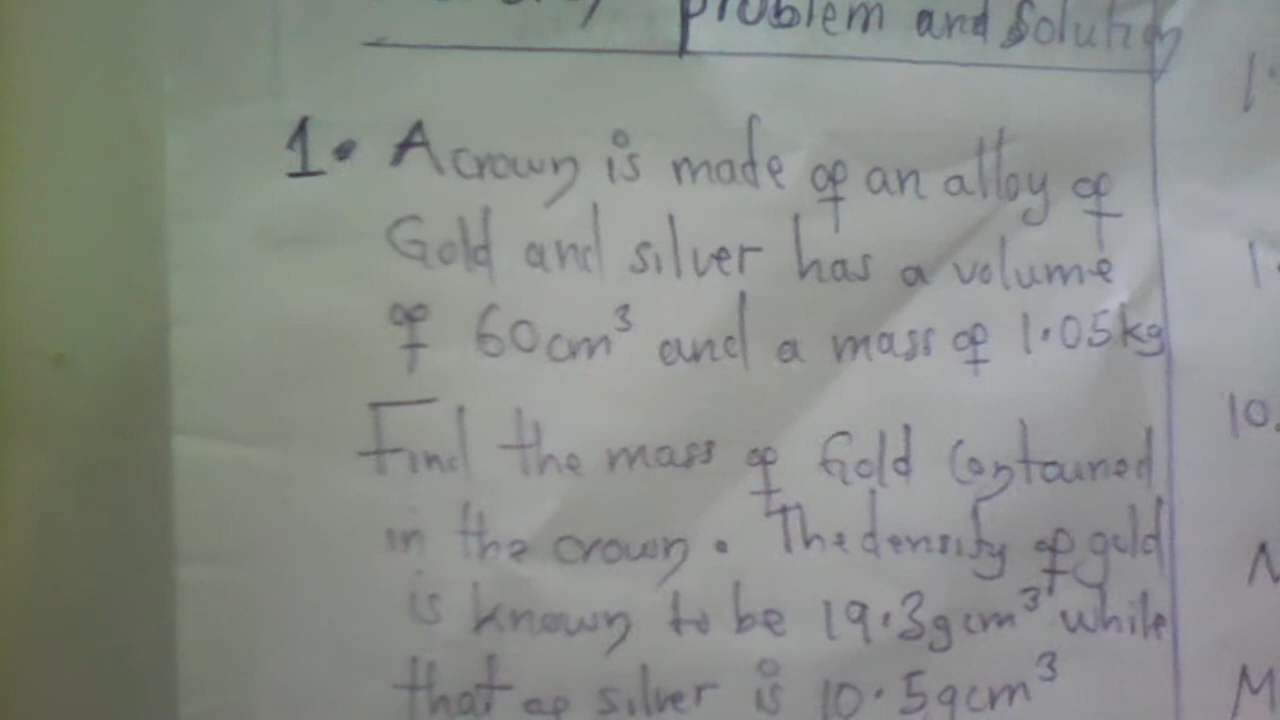 problem and Solution
1. A crown is made of an alloy of
Gold and silver has a volume
of 60cm³ and a mass of 1.05kg
Find the mass of Gold Contained
in the crown. The density of gold
is known to be 19.3gcm³ while
that of silver is 10.5gcm³
10.